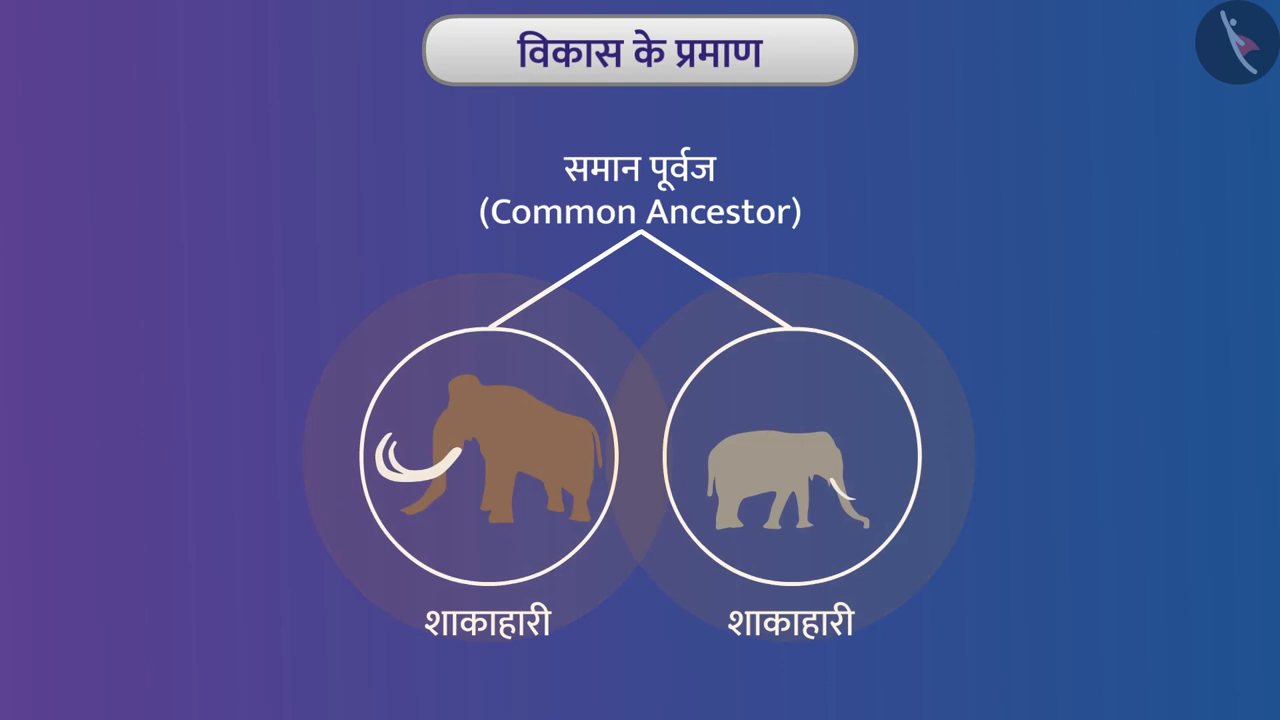 विकास के प्रमाण
समान पूर्वज
(Common Ancestor)
शाकाहारी
शाकाहारी